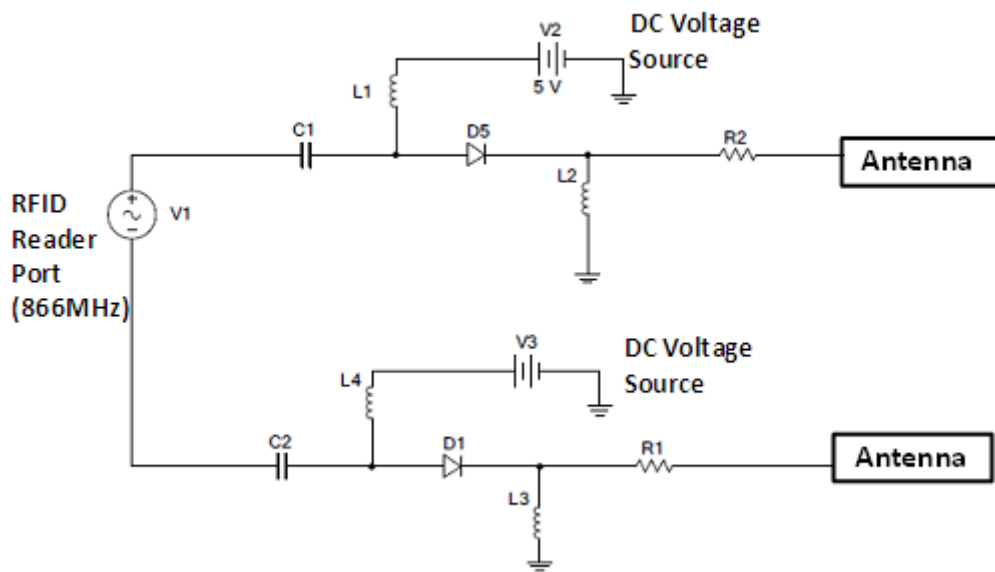 V2
DC Voltage
Source
L1
5 V
C1
D5
R2
Antenna
L2
RFID
Reader
Port
(866MHz)
V1
V3
DC Voltage
Source
L4
C2
D1
R1
Antenna
L3